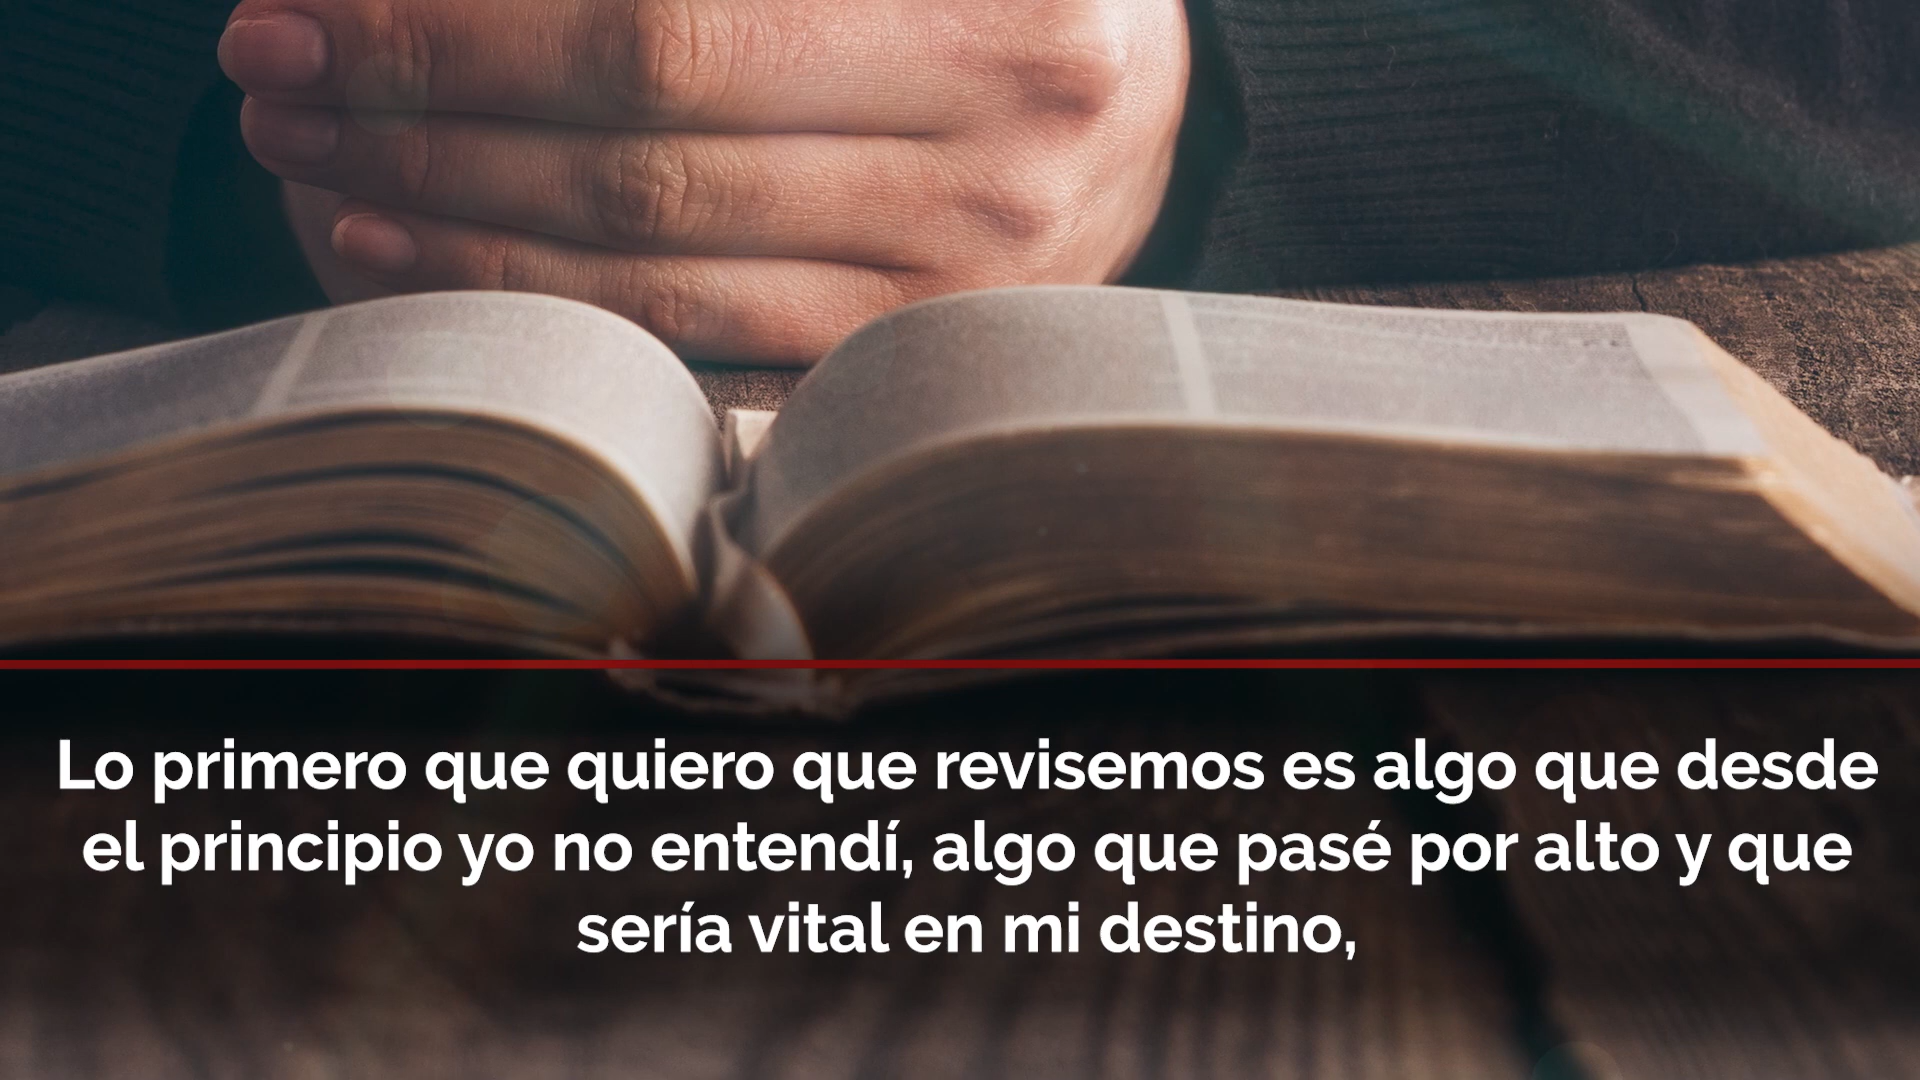 Lo primero que quiero que revisemos es algo que desde
el principio yo no entendí, algo que pasé por alto y que
sería vital en mi destino,